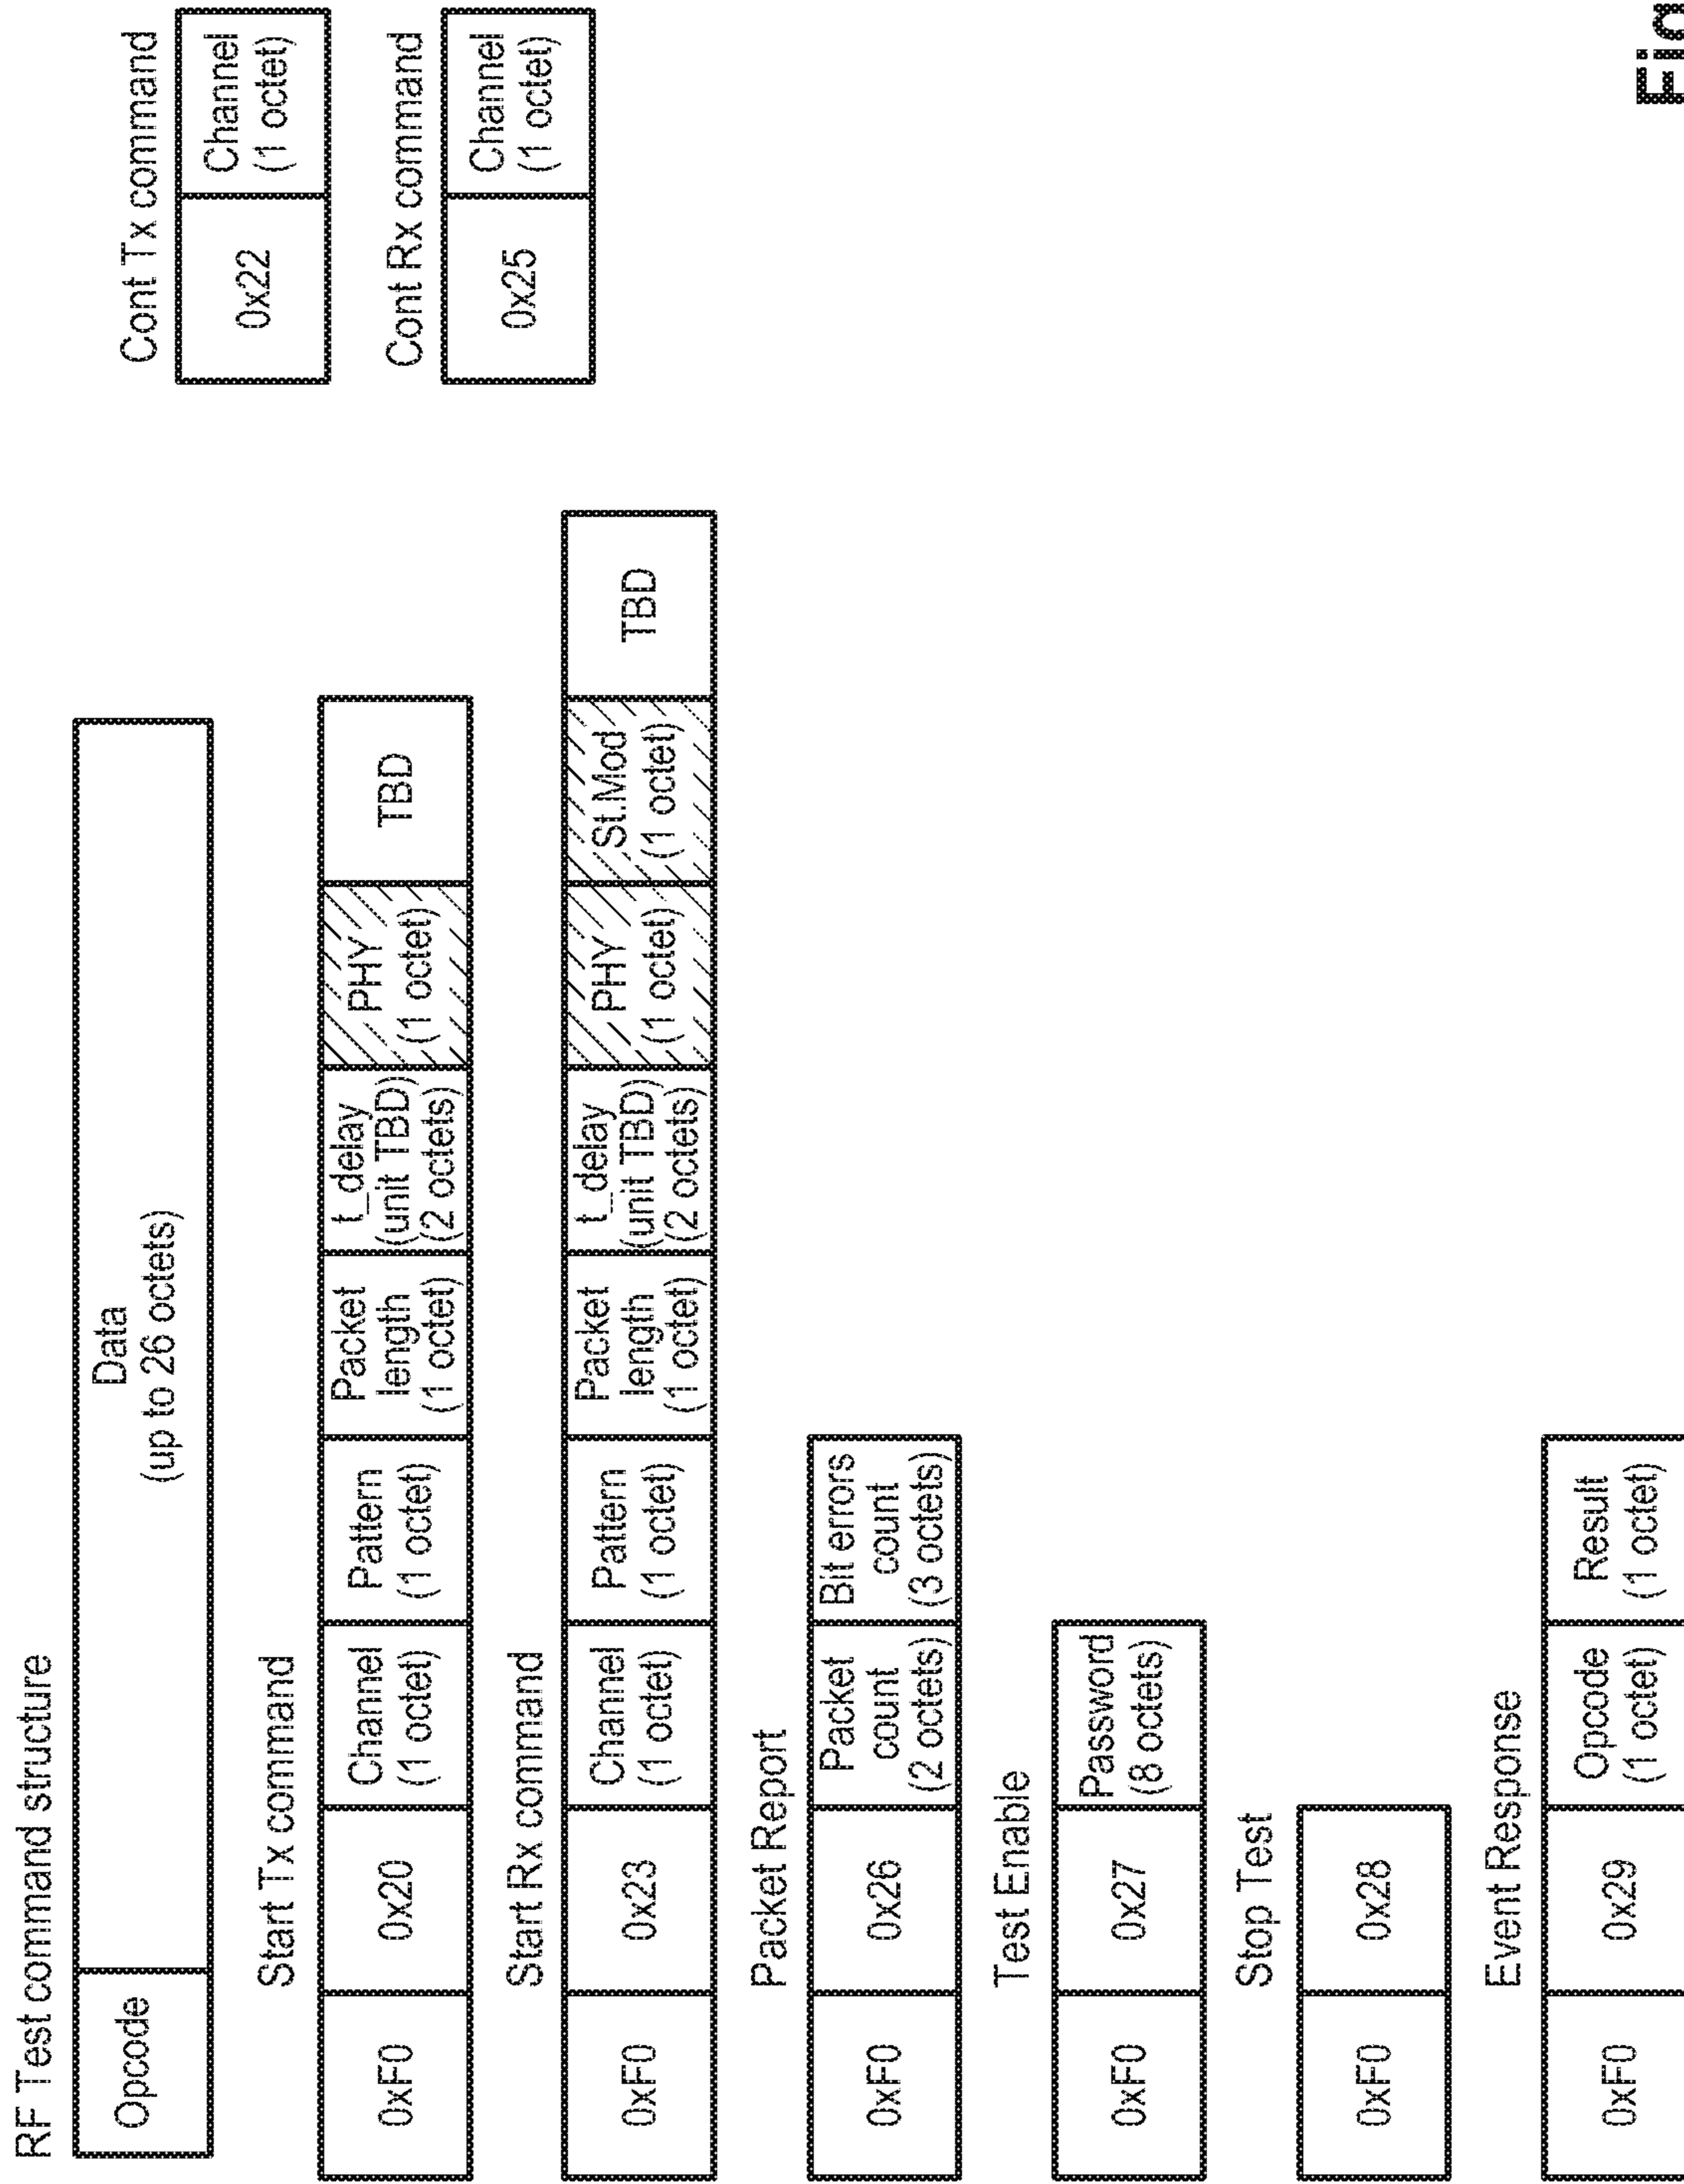 RF Test command structure
Opcode
Data
(up to 26 octets)
Start Tx command
0xF0
0x20
Channel
(1 octet)
Pattern
(1 octet)
Packet
length
(1 octet)
t_delay
(unit TBD)
(2 octets)
PHY
(1 octet)
TBD
Start Rx command
0xF0
0x23
Channel
(1 octet)
Pattern
(1 octet)
Packet
length
(1 octet)
t_delay
(unit TBD)
(2 octets)
PHY
(1 octet)
St.Mod
(1 octet)
TBD
Packet Report
0xF0
0x26
Packet
count
(2 octets)
Bit errors
count
(3 octets)
Test Enable
0xF0
0x27
Password
(8 octets)
Stop Test
0xF0
0x28
Event Response
0xF0
0x29
Opcode
(1 octet)
Result
(1 octet)
Cont Tx command
0x22
Channel
(1 octet)
Cont Rx command
0x25
Channel
(1 octet)